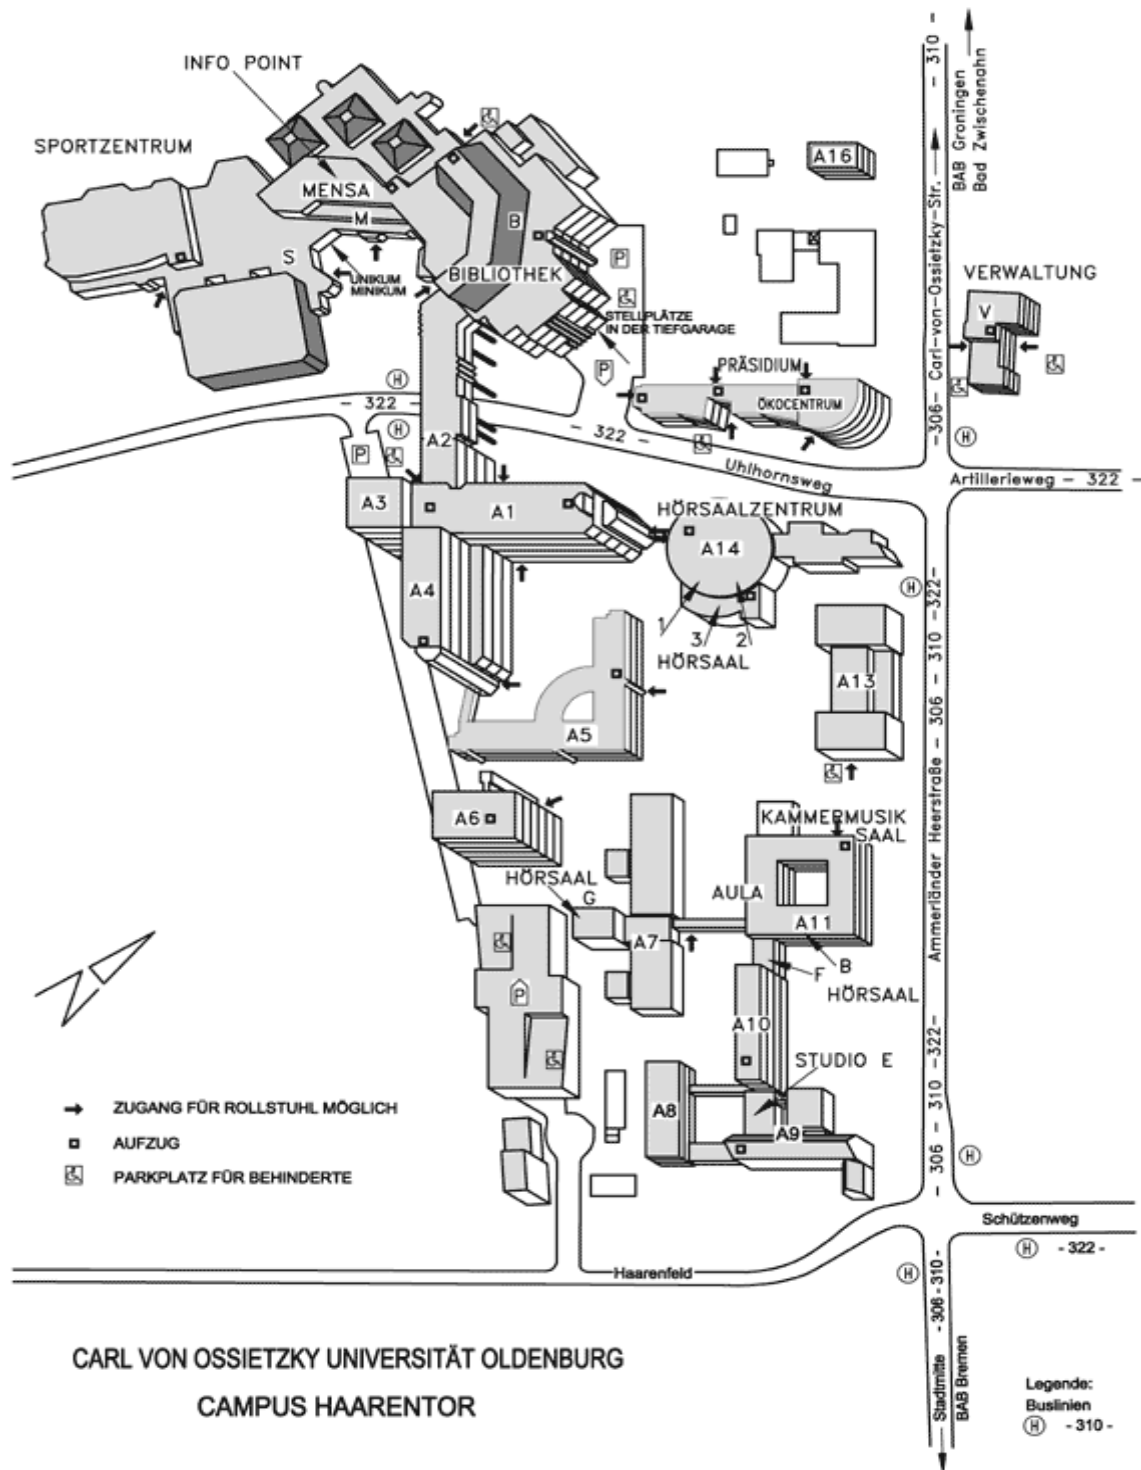 310 -
BAB Groningen
Bad Zwischenahn
INFO POINT
SPORTZENTRUM
A16
MENSA
M
B
S
P
UNIKUM
MINIKUM
BIBLIOTHEK
STELLPLÄTZE
IN DER TIEFGARAGE
P
-306- Carl-von-Ossietzky-Str. -
VERWALTUNG
V
PRÄSIDIUM
ÖKOCENTRUM
H
- 322 -
H
A2
- 322 -
H
P
Uhlhornsweg
Artillerieweg - 322 -
A3
A1
HÖRSAALZENTRUM
A14
A4
H
1
3
2
HÖRSAAL
A13
A5
A6
KAMMERMUSIK
SAAL
HÖRSAAL
G
AULA
A11
A7
B
F
HÖRSAAL
P
A10
STUDIO E
A8
A9
- 306 - 310 -322- Ammerländer Heerstraße - 306 - 310 -322-
ZUGANG FÜR ROLLSTUHL MÖGLICH
AUFZUG
PARKPLATZ FÜR BEHINDERTE
H
Schützenweg
H - 322 -
Haarenfeld
H
Stadtmitte -306-310-
BAB Bremen
CARL VON OSSIETZKY UNIVERSITÄT OLDENBURG
CAMPUS HAARENTOR
Legende:
Buslinien
H - 310 -